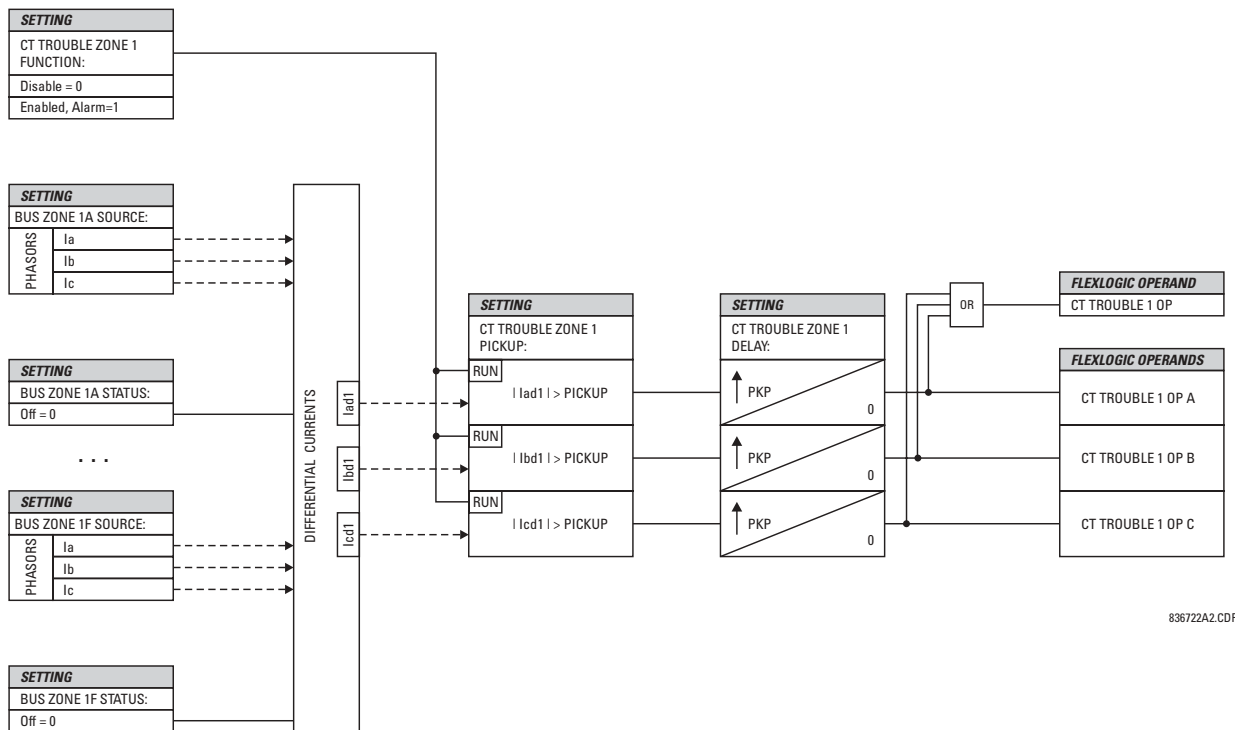 SETTING
CT TROUBLE ZONE 1
FUNCTION:
Disable = 0
Enabled, Alarm=1
SETTING
BUS ZONE 1A SOURCE:
PHASORS
Ia
Ib
Ic
SETTING
BUS ZONE 1A STATUS:
Off = 0
...
SETTING
BUS ZONE 1F SOURCE:
PHASORS
Ia
Ib
Ic
SETTING
BUS ZONE 1F STATUS:
Off = 0
DIFFERENTIAL CURRENTS
Iad1
Ibd1
Icd1
SETTING
CT TROUBLE ZONE 1
PICKUP:
RUN
| Iad1 | > PICKUP
RUN
| Ibd1 | > PICKUP
RUN
| Icd1 | > PICKUP
SETTING
CT TROUBLE ZONE 1
DELAY:
PKP
0
PKP
0
PKP
0
OR
FLEXLOGIC OPERAND
CT TROUBLE 1 OP
FLEXLOGIC OPERANDS
CT TROUBLE 1 OP A
CT TROUBLE 1 OP B
CT TROUBLE 1 OP C
836722A2.CDR